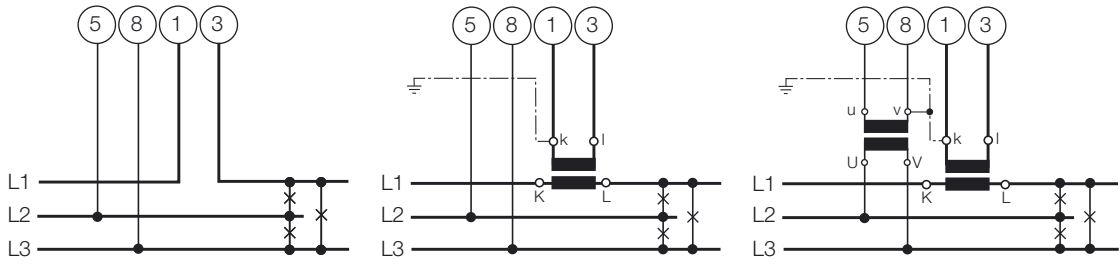 5 8 1 3 5 8 1 3 5 8 1 3
u v
k l k l
U V
L1 K L L1 K L L1
L2 L2 L2
L3 L3 L3